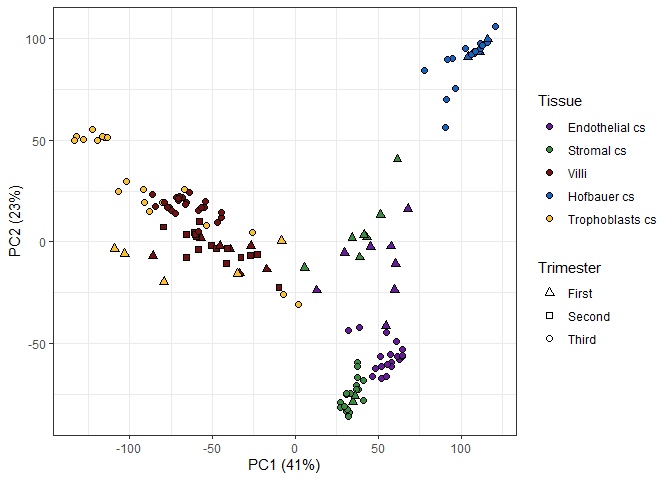 100
50
0
-50
-100
-50
0
50
100
PC1 (41%)
PC2 (23%)
Tissue
Endothelial cs
Stromal cs
Villi
Hofbauer cs
Trophoblasts cs
Trimester
First
Second
Third